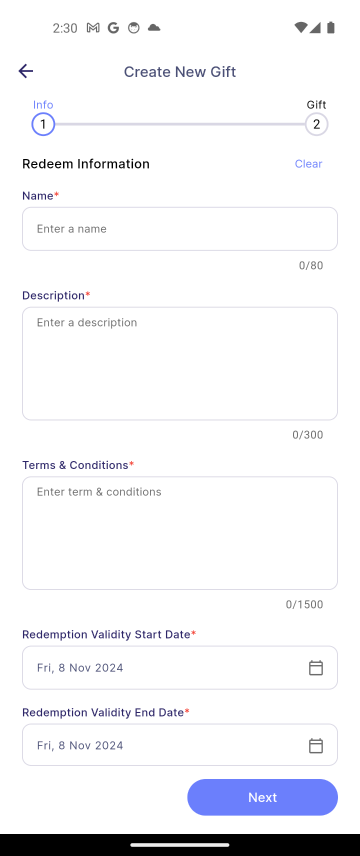 2:30
Create New Gift
Info
Gift
1
2
Redeem Information
Clear
Name*
Enter a name
0/80
Description*
Enter a description
0/300
Terms & Conditions*
Enter term & conditions
0/1500
Redemption Validity Start Date*
Fri, 8 Nov 2024
Redemption Validity End Date*
Fri, 8 Nov 2024
Next